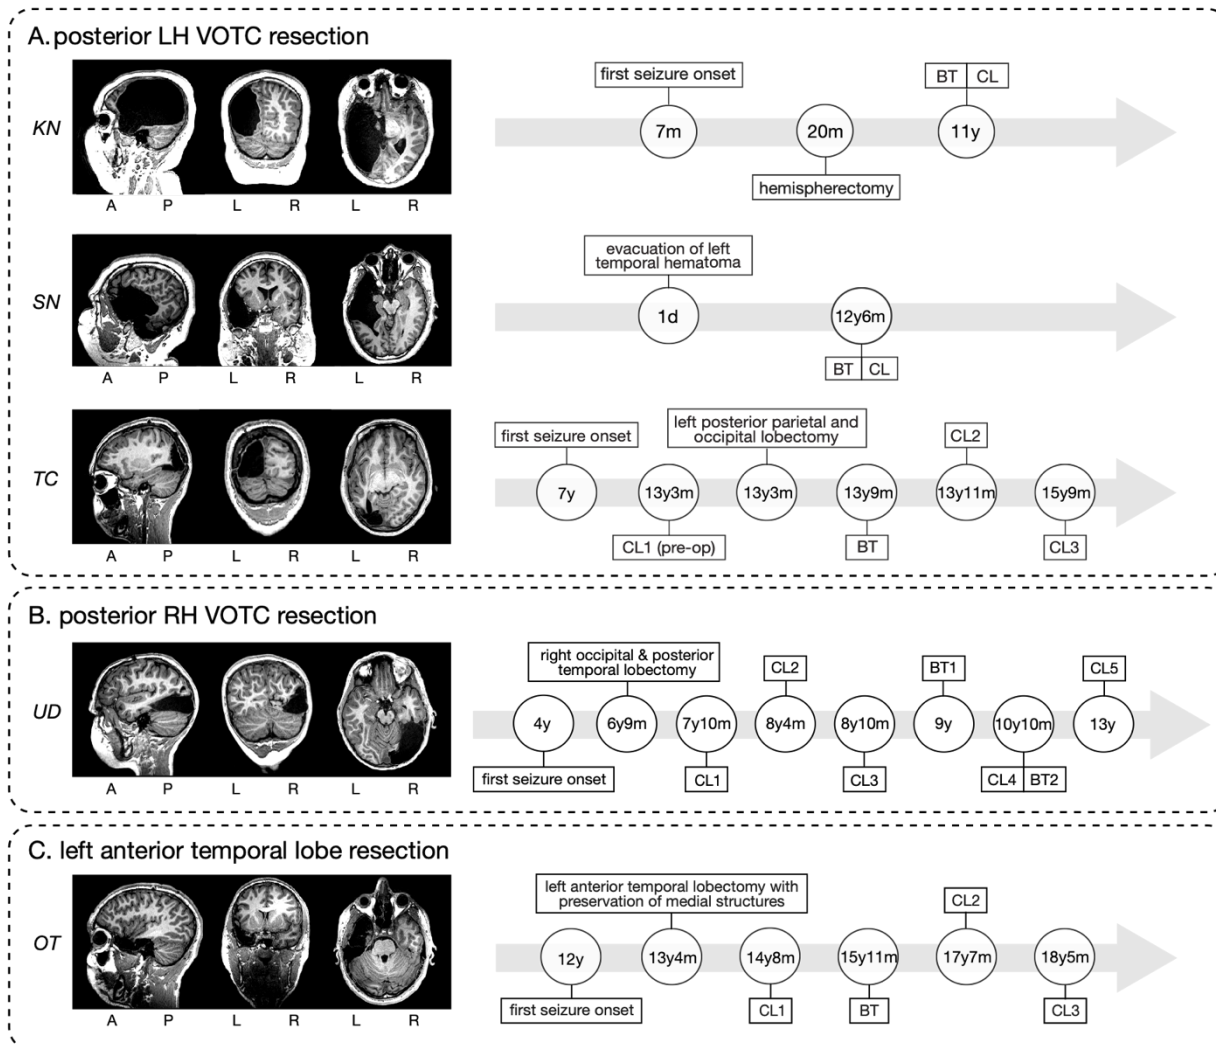 A. posterior LH VOTC resection
KN
A P L R L R
first seizure onset
BT CL
7m 20m 11y
hemispherectomy
SN
A P L R L R
evacuation of left
temporal hematoma
1d 12y6m
BT CL
TC
A P L R L R
first seizure onset
left posterior parietal and
occipital lobectomy
CL2
7y 13y3m 13y3m 13y9m 13y11m 15y9m
CL1 (pre-op) BT CL3
B. posterior RH VOTC resection
UD
A P L R L R
right occipital & posterior
temporal lobectomy
CL2 BT1 CL5
4y 6y9m 7y10m 8y4m 8y10m 9y 10y10m 13y
first seizure onset CL1 CL3 CL4 BT2
C. left anterior temporal lobe resection
OT
A P L R L R
left anterior temporal lobectomy with
preservation of medial structures
CL2
12y 13y4m 14y8m 15y11m 17y7m 18y5m
first seizure onset CL1 BT CL3